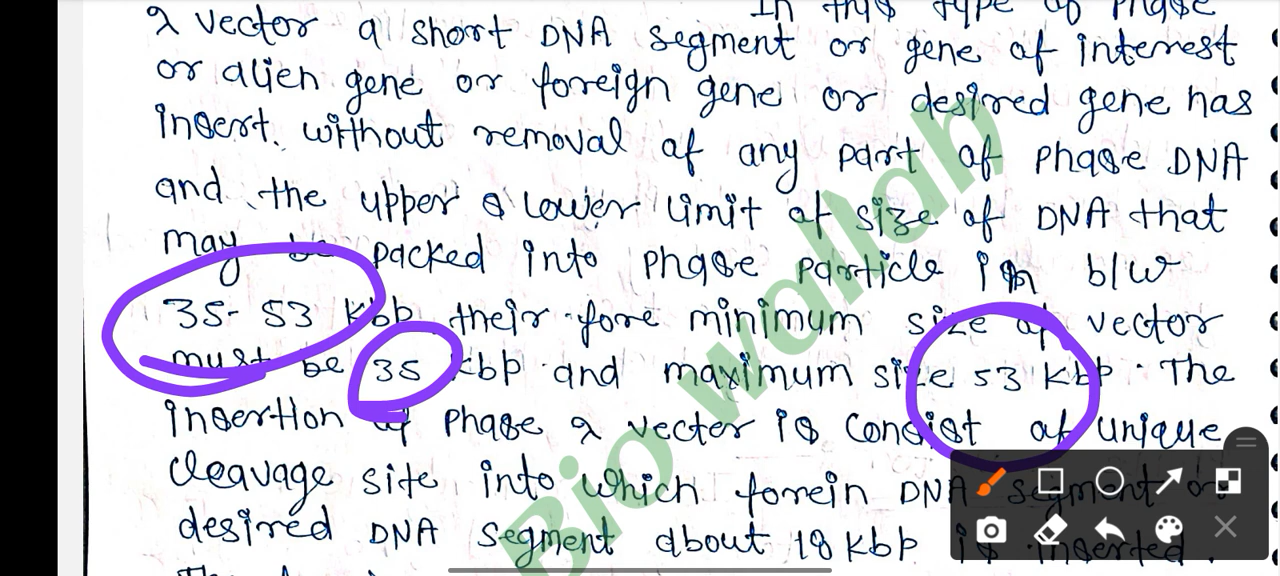 In this type of Phage
λ vector a short DNA segment or gene of interest
or alien gene or foreign gene or desired gene has
insert. without removal of any part of phage DNA
and the upper & lower limit of size of DNA that
may be packed into phage particle is b/w
35- 53 Kbp their fore minimum size of vector
must be 35 Kbp and maximum size 53 Kbp. The
insertion of phage λ vector is consist of unique
cleavage site into which forein DNA segment or
desired DNA segment about 18 Kbp is inserted.
Bio wallah